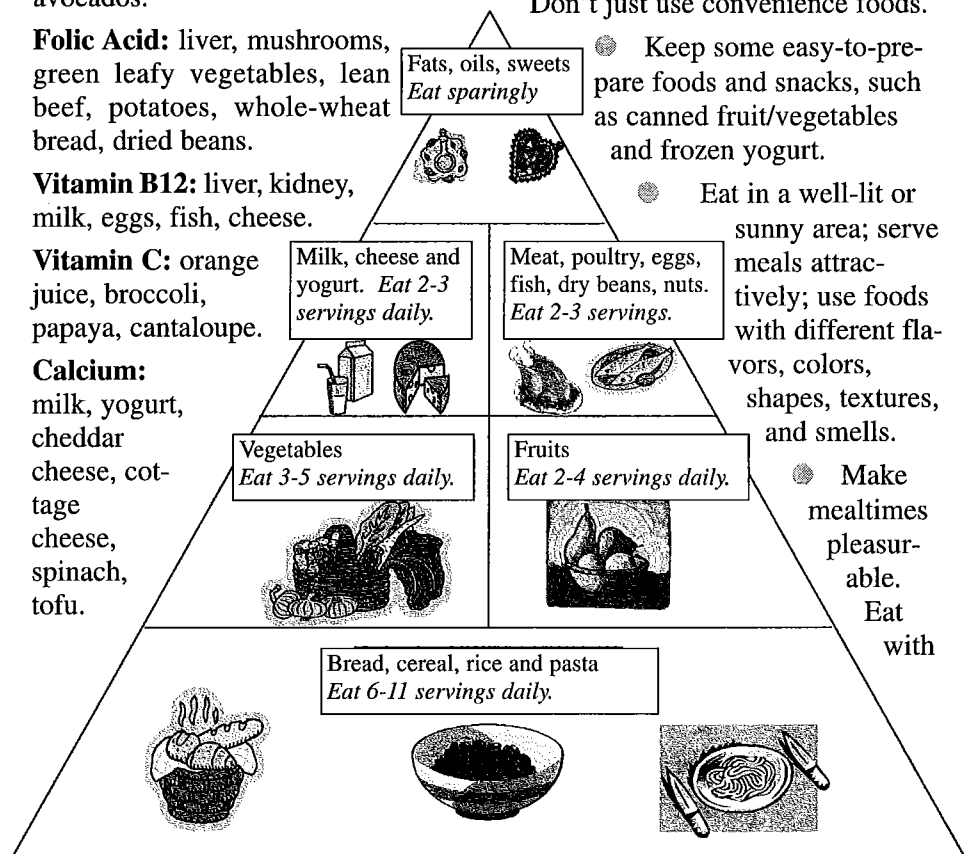 avocados.
Folic Acid: liver, mushrooms,
green leafy vegetables, lean
beef, potatoes, whole-wheat
bread, dried beans.
Vitamin B12: liver, kidney,
milk, eggs, fish, cheese.
Vitamin C: orange
juice, broccoli,
papaya, cantaloupe.
Calcium:
milk, yogurt,
cheddar
cheese, cot-
tage
cheese,
spinach,
tofu.
Fats, oils, sweets
Eat sparingly
Milk, cheese and
yogurt. Eat 2-3
servings daily.
Meat, poultry, eggs,
fish, dry beans, nuts.
Eat 2-3 servings.
Vegetables
Eat 3-5 servings daily.
Fruits
Eat 2-4 servings daily.
Bread, cereal, rice and pasta
Eat 6-11 servings daily.
Don't just use convenience foods.
Keep some easy-to-pre-
pare foods and snacks, such
as canned fruit/vegetables
and frozen yogurt.
Eat in a well-lit or
sunny area; serve
meals attrac-
tively; use foods
with different fla-
vors, colors,
shapes, textures,
and smells.
Make
mealtimes
pleasur-
able.
Eat
with